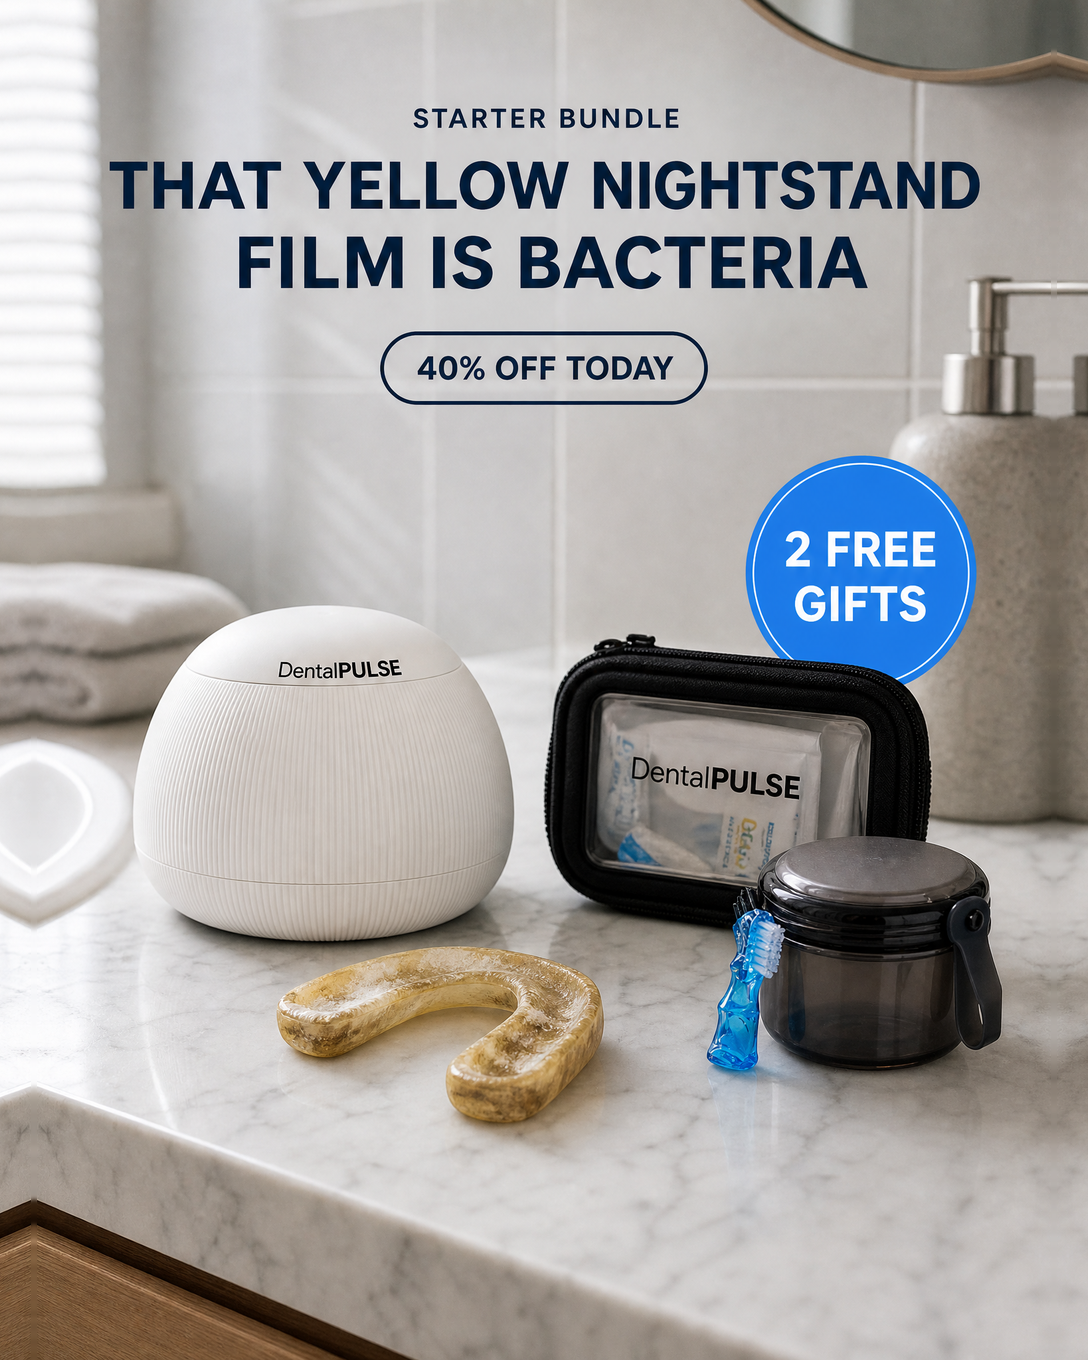 STARTER BUNDLE
THAT YELLOW NIGHTSTAND
FILM IS BACTERIA
40% OFF TODAY
2 FREE
GIFTS
DentalPULSE
DentalPULSE